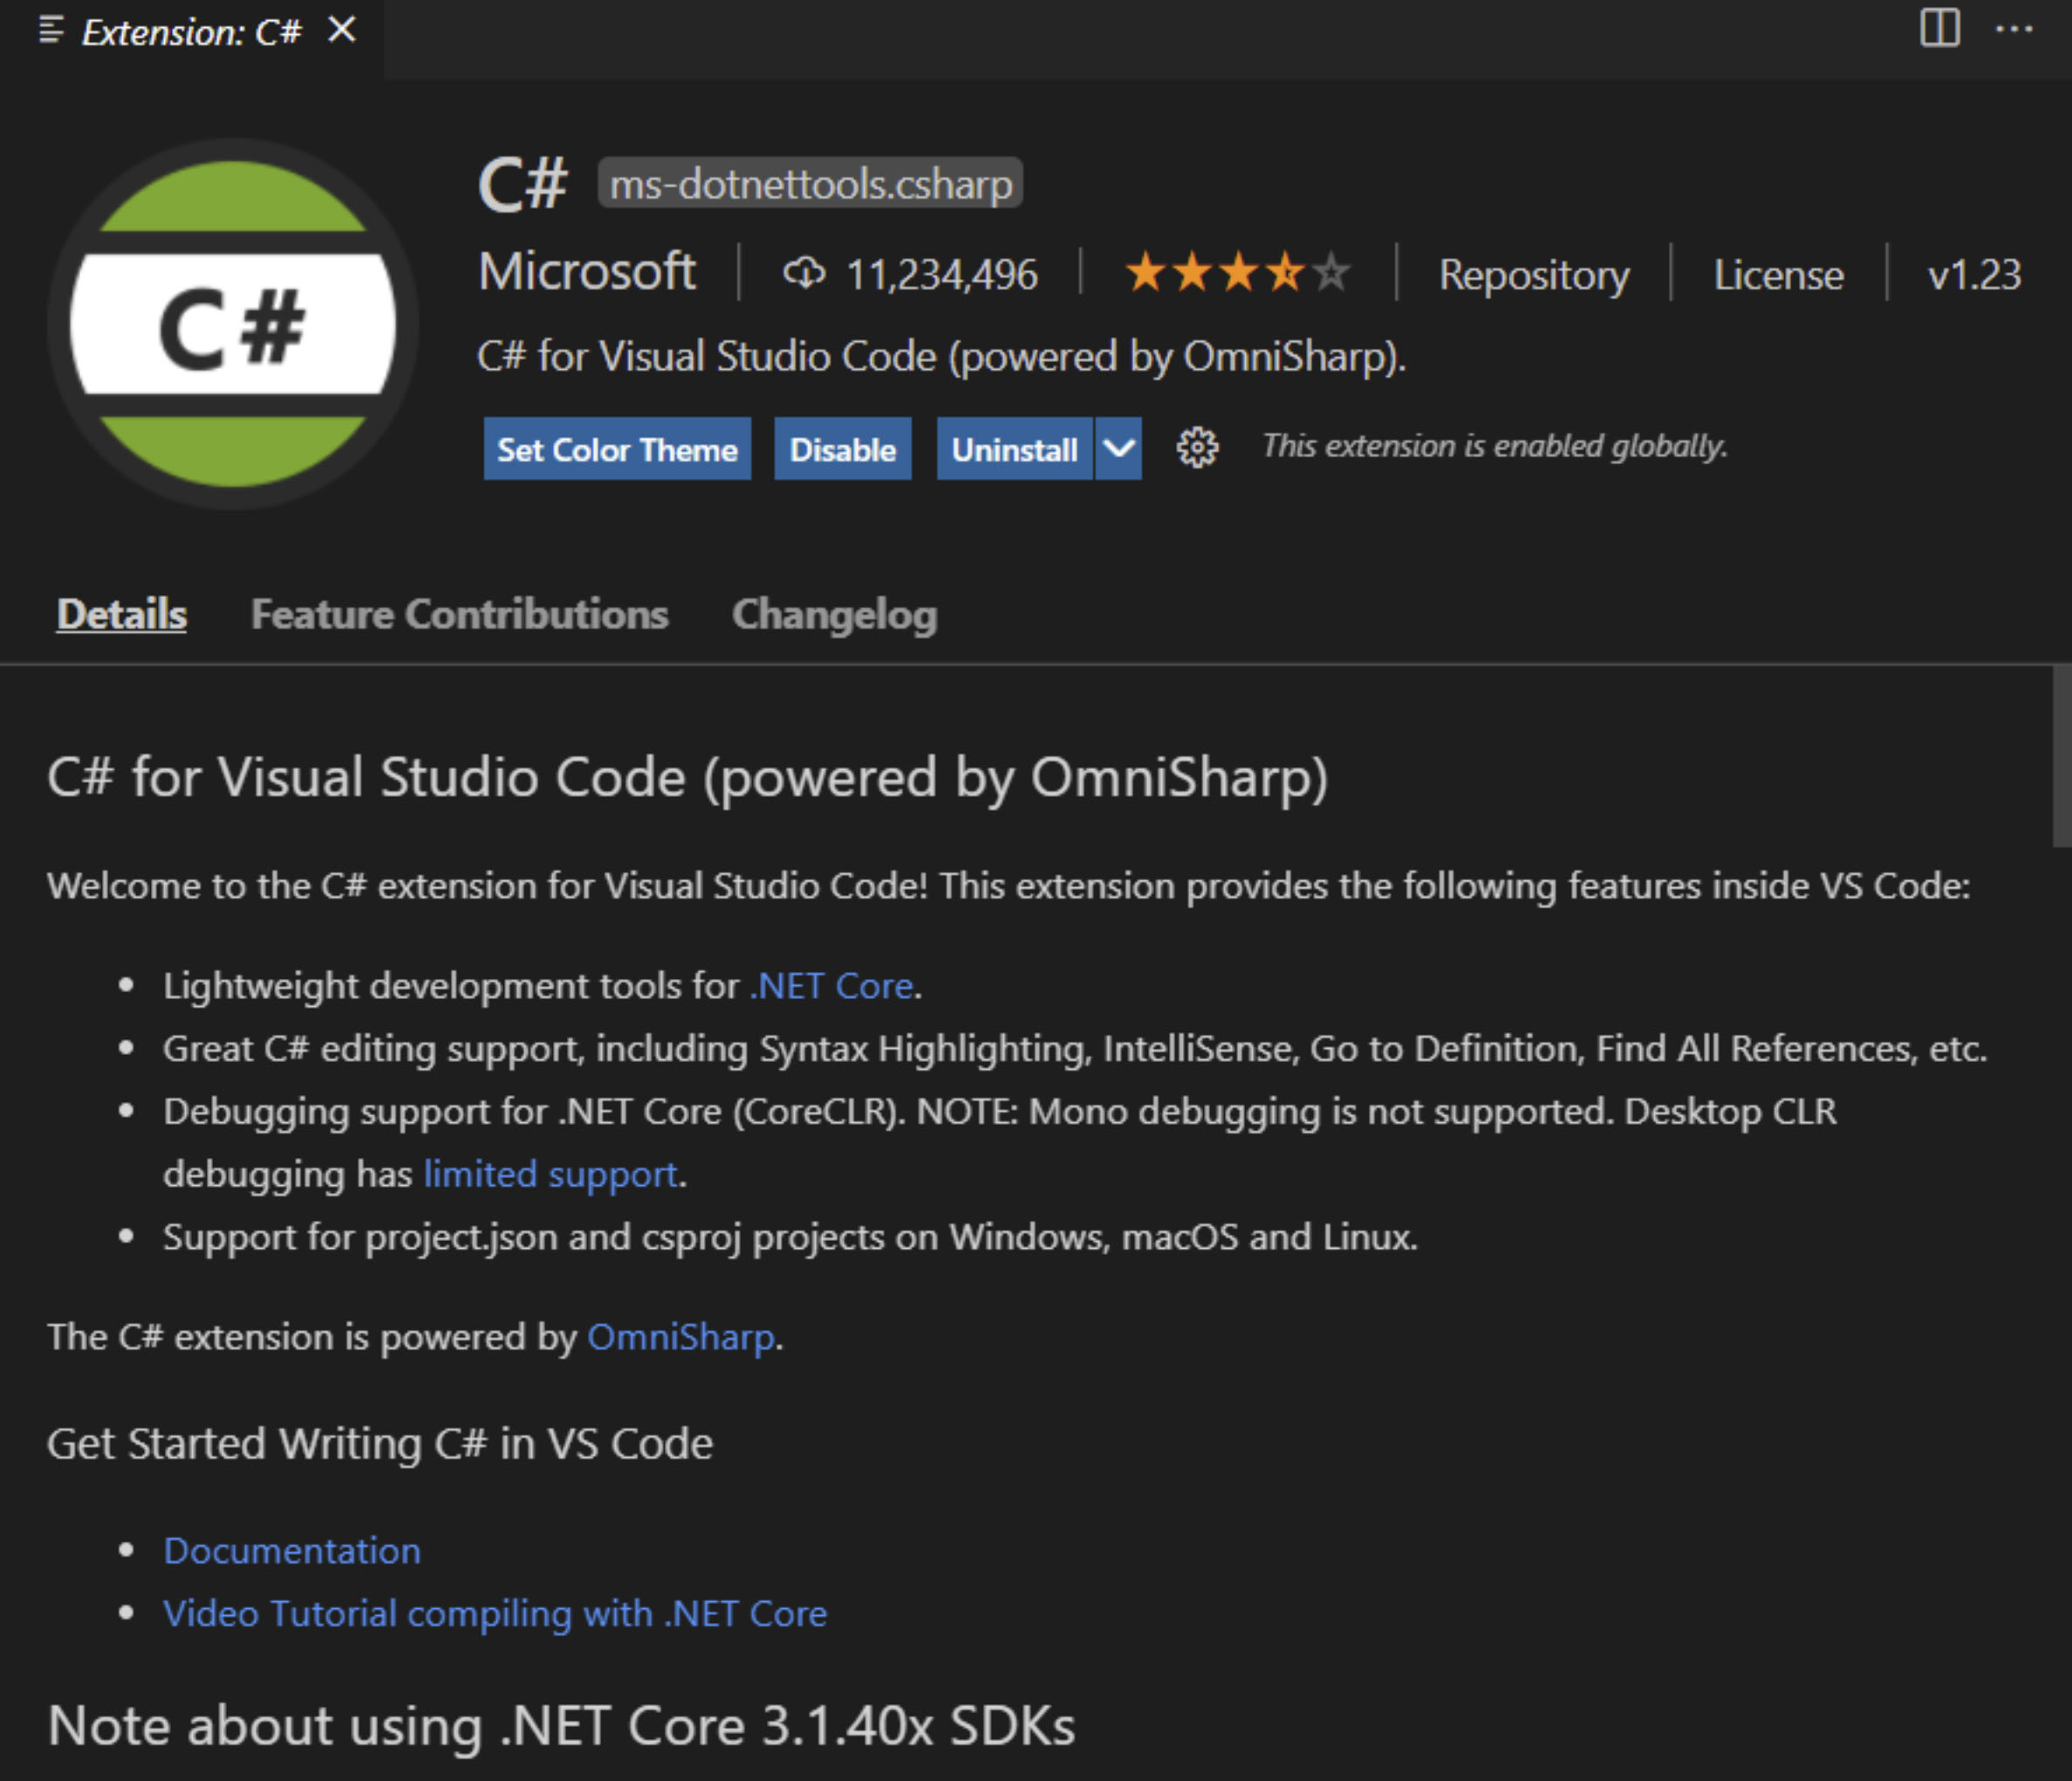 Extension: C#
C# ms-dotnettools.csharp
Microsoft 11,234,496 Repository License v1.23
C#
C# for Visual Studio Code (powered by OmniSharp).
Set Color Theme Disable Uninstall This extension is enabled globally.
Details Feature Contributions Changelog
C# for Visual Studio Code (powered by OmniSharp)
Welcome to the C# extension for Visual Studio Code! This extension provides the following features inside VS Code:
• Lightweight development tools for .NET Core.
• Great C# editing support, including Syntax Highlighting, IntelliSense, Go to Definition, Find All References, etc.
• Debugging support for .NET Core (CoreCLR). NOTE: Mono debugging is not supported. Desktop CLR
debugging has limited support.
• Support for project.json and csproj projects on Windows, macOS and Linux.
The C# extension is powered by OmniSharp.
Get Started Writing C# in VS Code
• Documentation
• Video Tutorial compiling with .NET Core
Note about using .NET Core 3.1.40x SDKs